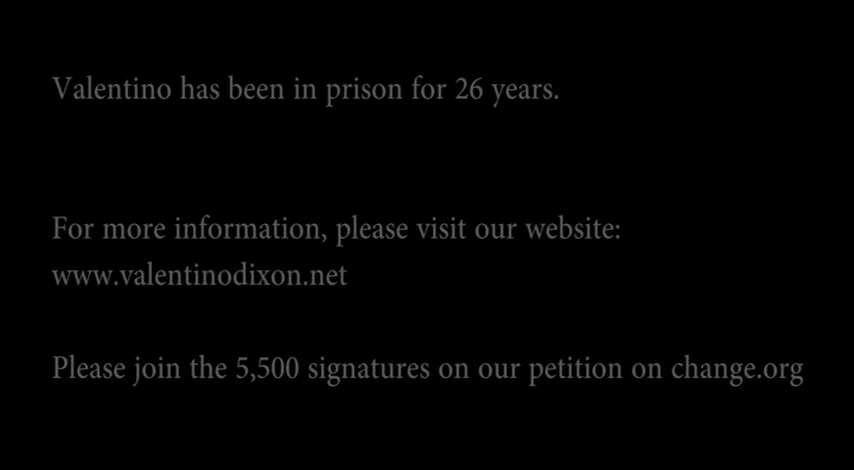 Valentino has been in prison for 26 years.
For more information, please visit our website:
www.valentinodixon.net
Please join the 5,500 signatures on our petition on change.org